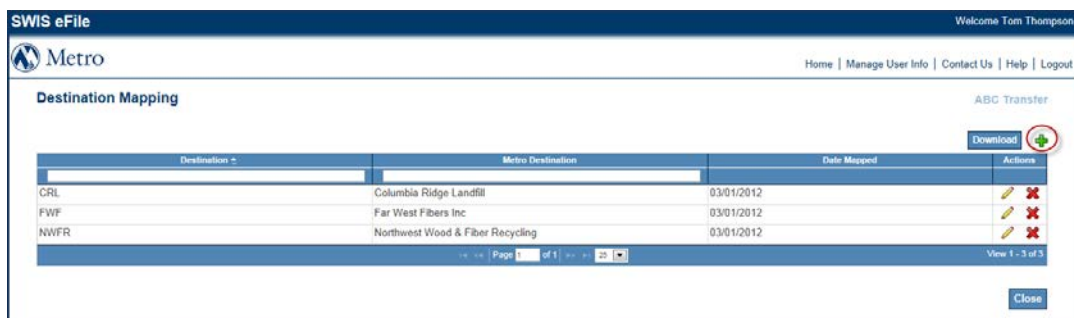 SWIS eFile Welcome Tom Thompson
Metro Home | Manage User Info | Contact Us | Help | Logout
Destination Mapping ABC Transfer
Download
Destination Metro Destination Date Mapped Actions
CRL Columbia Ridge Landfill 03/01/2012
FWF Far West Fibers Inc 03/01/2012
NWFR Northwest Wood & Fiber Recycling 03/01/2012
Page 1 of 1 25 View 1 - 3 of 3
Close